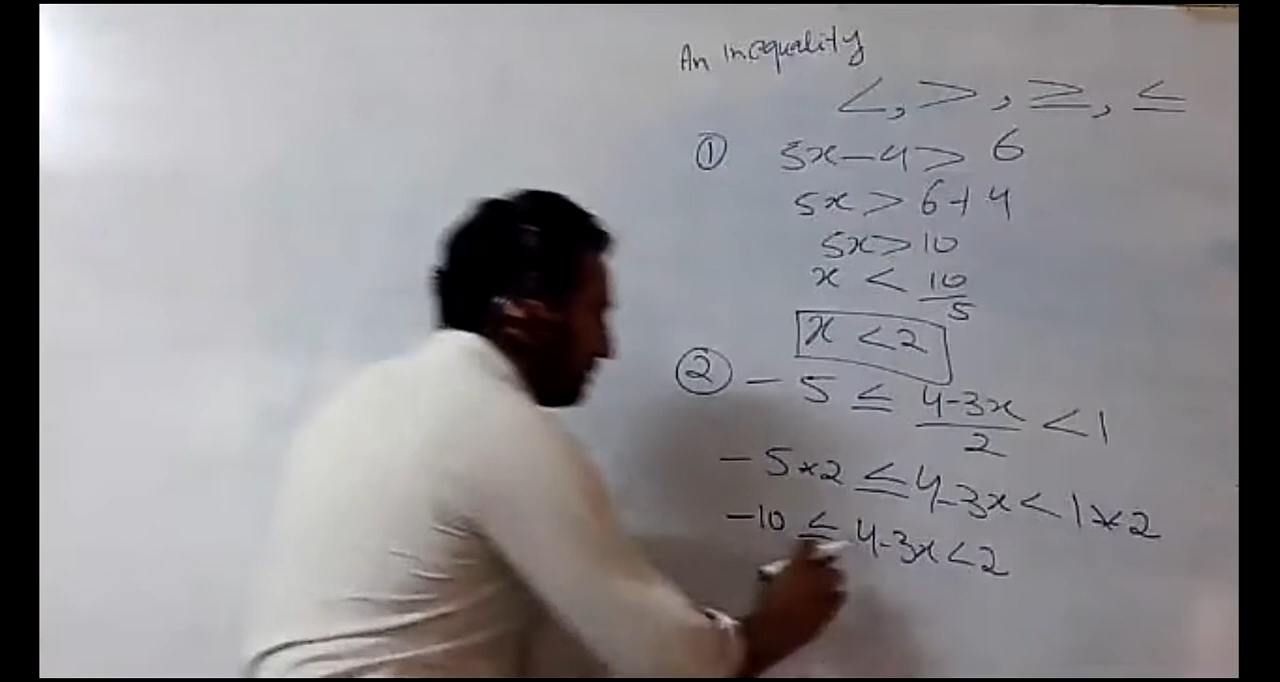 An Inequality
<, >, ≥, ≤
① 5x-4> 6
5x > 6+4
5x>10
x < 10/5
x <2
② - 5 ≤ (4-3x)/2 <1
- 5*2 ≤ 4-3x < 1*2
-10 ≤ 4-3x<2